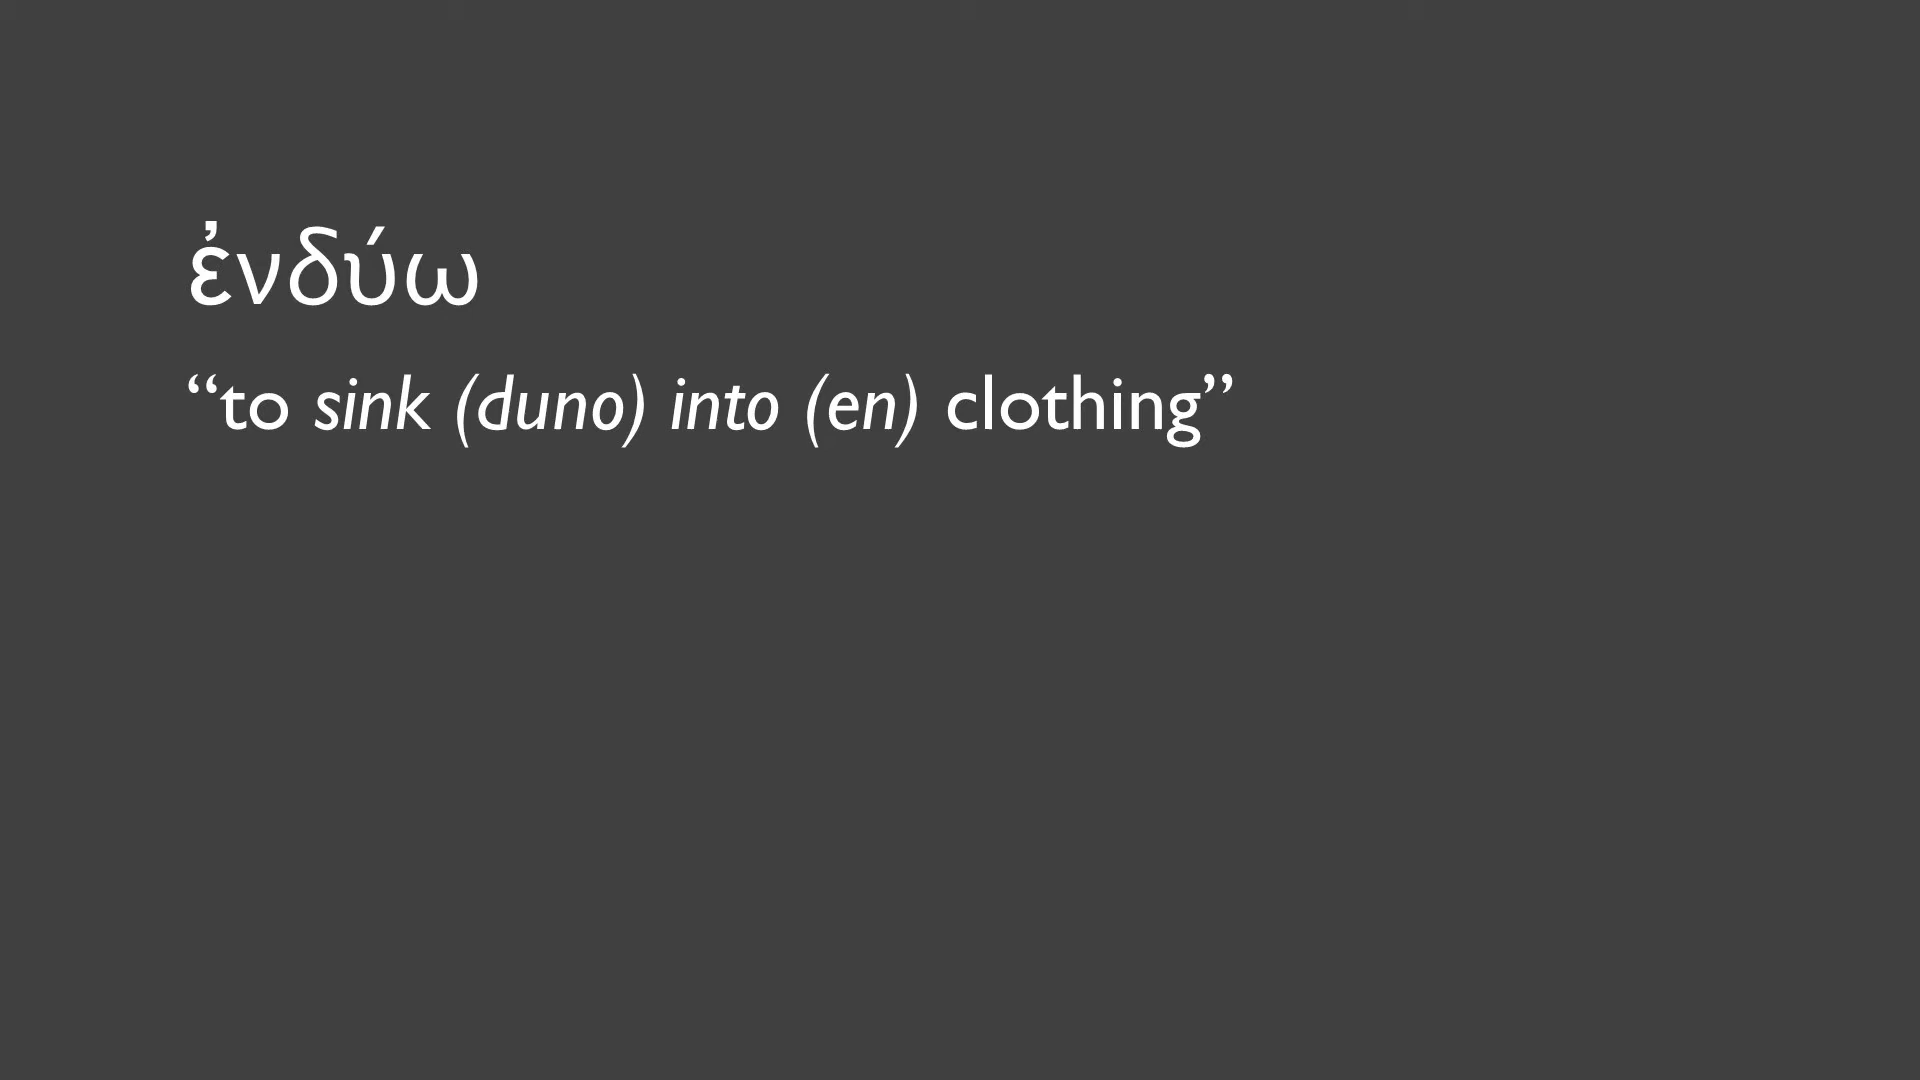 ἐνδύω
“to sink (duno) into (en) clothing”